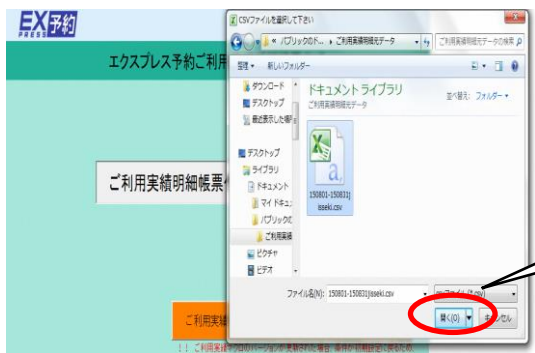 EX予約
PRESS
エクスプレス予約ご利用
ご利用実績明細帳票
ご利用実績
CSVファイルを選択して下さい
« パブリックのド... ▸ ご利用実績明細元データ
ご利用実績明細元データの検索
整理 ▾ 新しいフォルダー
ダウンロード
デスクトップ
最近表示した場所
デスクトップ
ライブラリ
ドキュメント
マイ ドキュ
パブリックのド
ご利用実績
ピクチャ
ビデオ
ドキュメント ライブラリ
ご利用実績明細元データ
並べ替え: フォルダー ▾
150801-150831j
isseki.csv
ファイル名(N): 150801-150831jisseki.csv
開く(O)